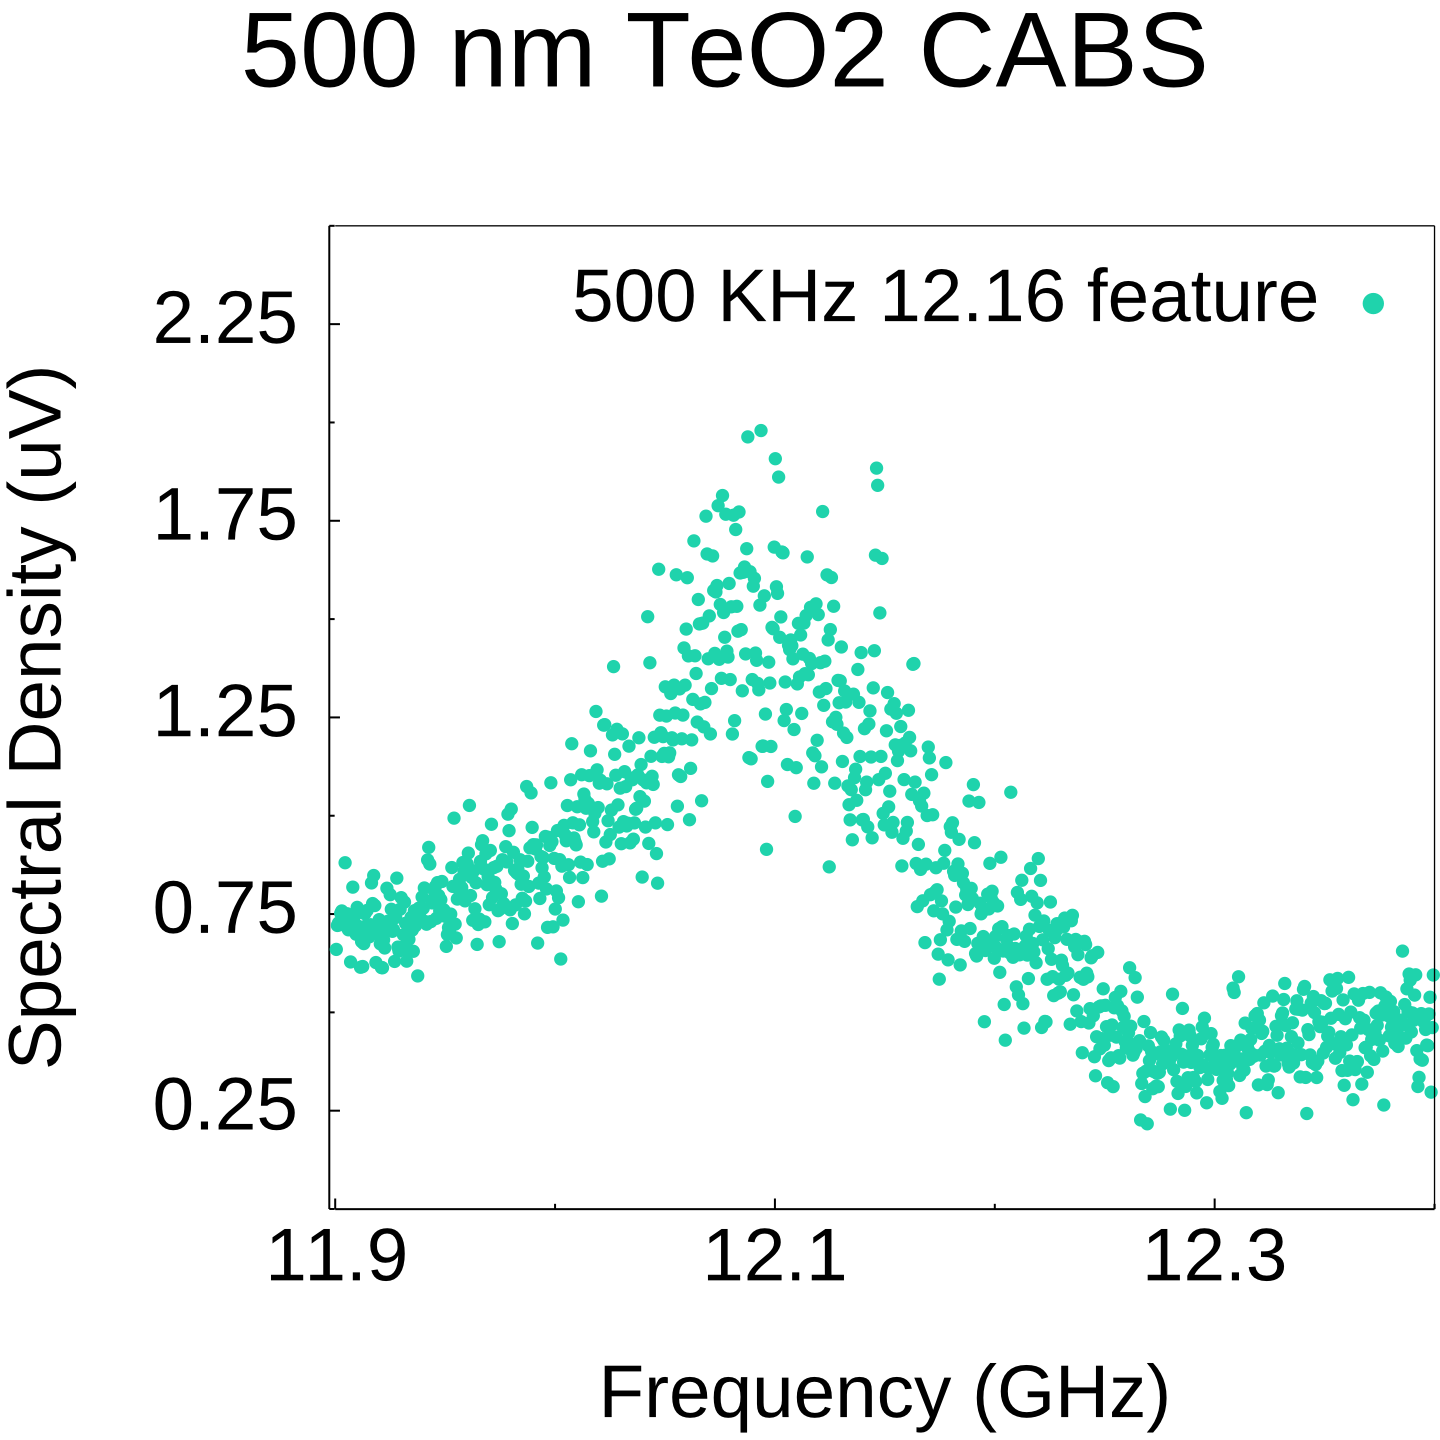 500 nm TeO2 CABS
500 KHz 12.16 feature
Spectral Density (uV)
2.25
1.75
1.25
0.75
0.25
11.9 12.1 12.3
Frequency (GHz)